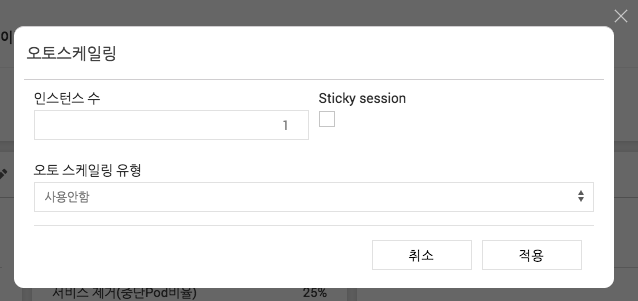 이
오토스케일링
인스턴스 수
Sticky session
1
오토 스케일링 유형
사용안함
취소
적용
서비스 제거(중단Pod비율)
25%